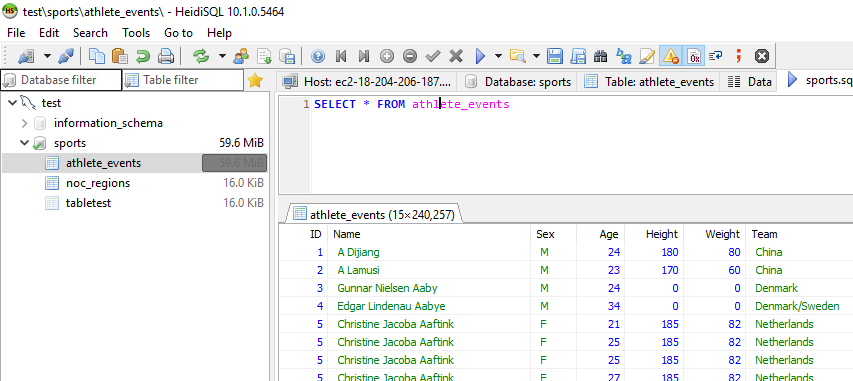 HS test\sports\athlete_events\ - HeidiSQL 10.1.0.5464
File Edit Search Tools Go to Help
Database filter Table filter Host: ec2-18-204-206-187.... Database: sports Table: athlete_events Data sports.sq
test
information_schema
sports 59.6 MiB
athlete_events 59.6 MiB
noc_regions 16.0 KiB
tabletest 16.0 KiB
1 SELECT * FROM athlete_events
athlete_events (15×240,257)
ID Name Sex Age Height Weight Team
1 A Dijiang M 24 180 80 China
2 A Lamusi M 23 170 60 China
3 Gunnar Nielsen Aaby M 24 0 0 Denmark
4 Edgar Lindenau Aabye M 34 0 0 Denmark/Sweden
5 Christine Jacoba Aaftink F 21 185 82 Netherlands
5 Christine Jacoba Aaftink F 25 185 82 Netherlands
5 Christine Jacoba Aaftink F 25 185 82 Netherlands
5 Christine Jacoba Aaftink F 27 185 82 Netherlands